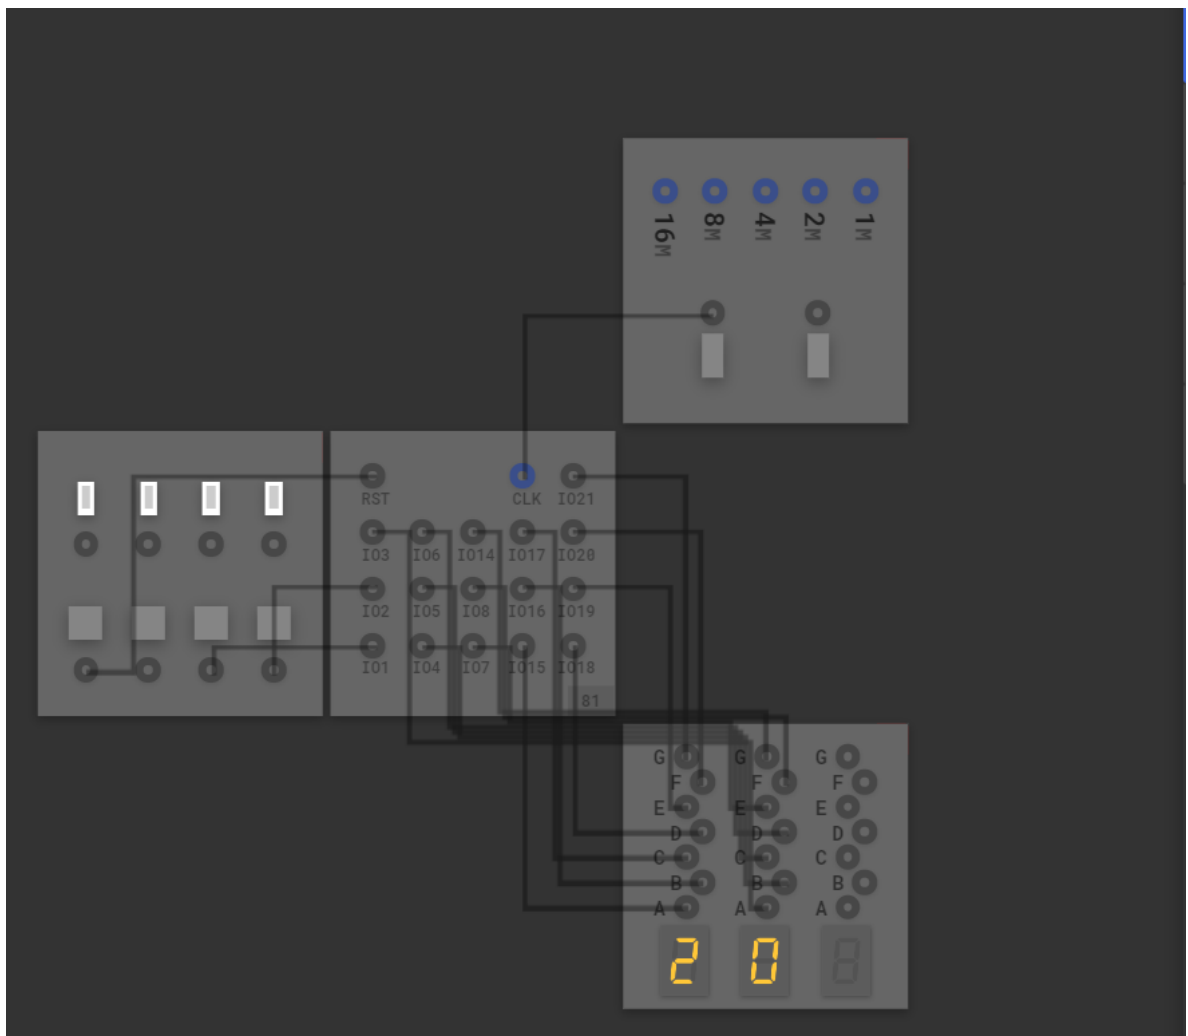 16M 8M 4M 2M 1M
RST CLK IO21
IO3 IO6 IO14 IO17 IO20
IO2 IO5 IO8 IO16 IO19
IO1 IO4 IO7 IO15 IO18
81
G G G
F F F
E E E
D D D
C C C
B B B
A A A
2 0